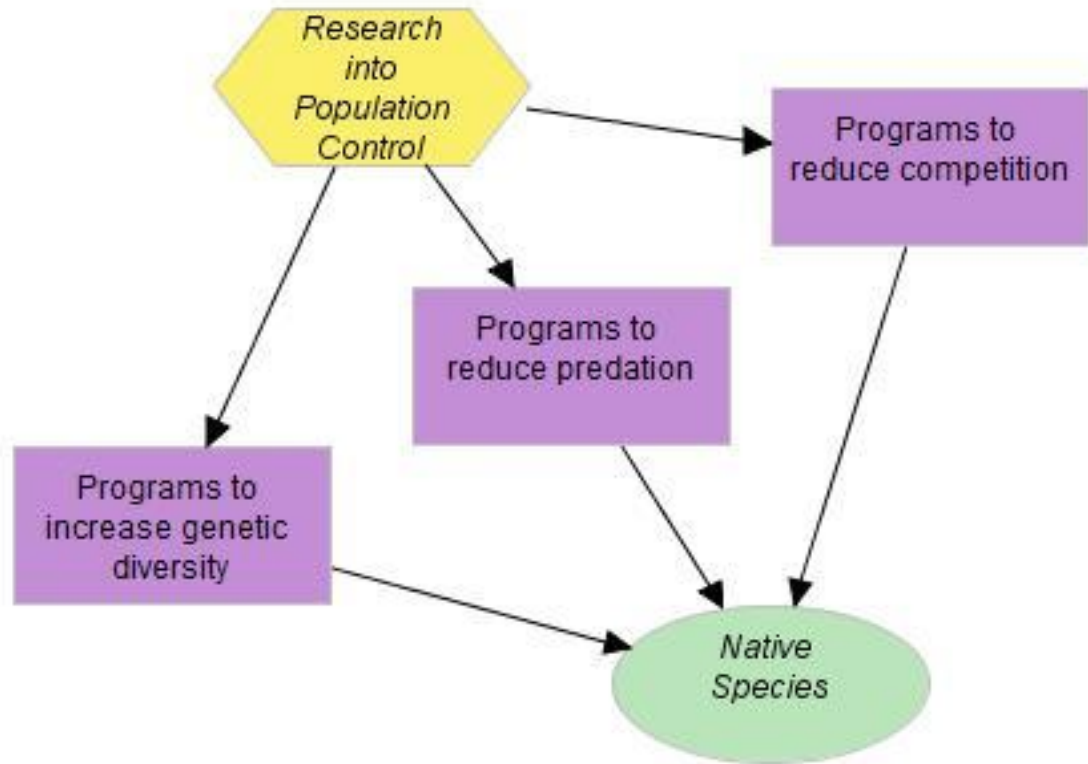 Research
into
Population
Control
Programs to
reduce competition
Programs to
reduce predation
Programs to
increase genetic
diversity
Native
Species